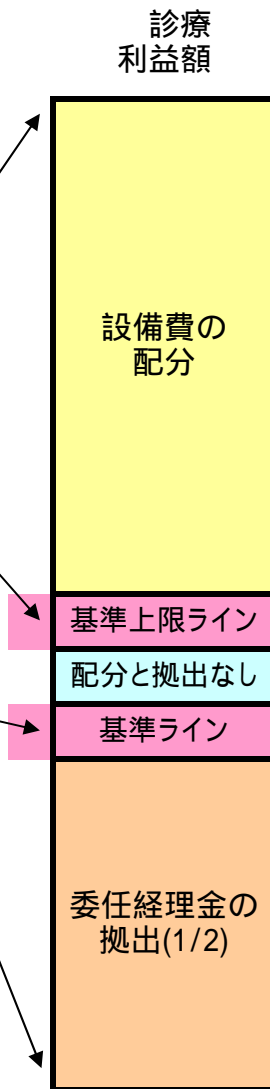 診療
利益額
設備費の
配分
基準上限ライン
配分と拠出なし
基準ライン
委任経理金の
拠出(1/2)